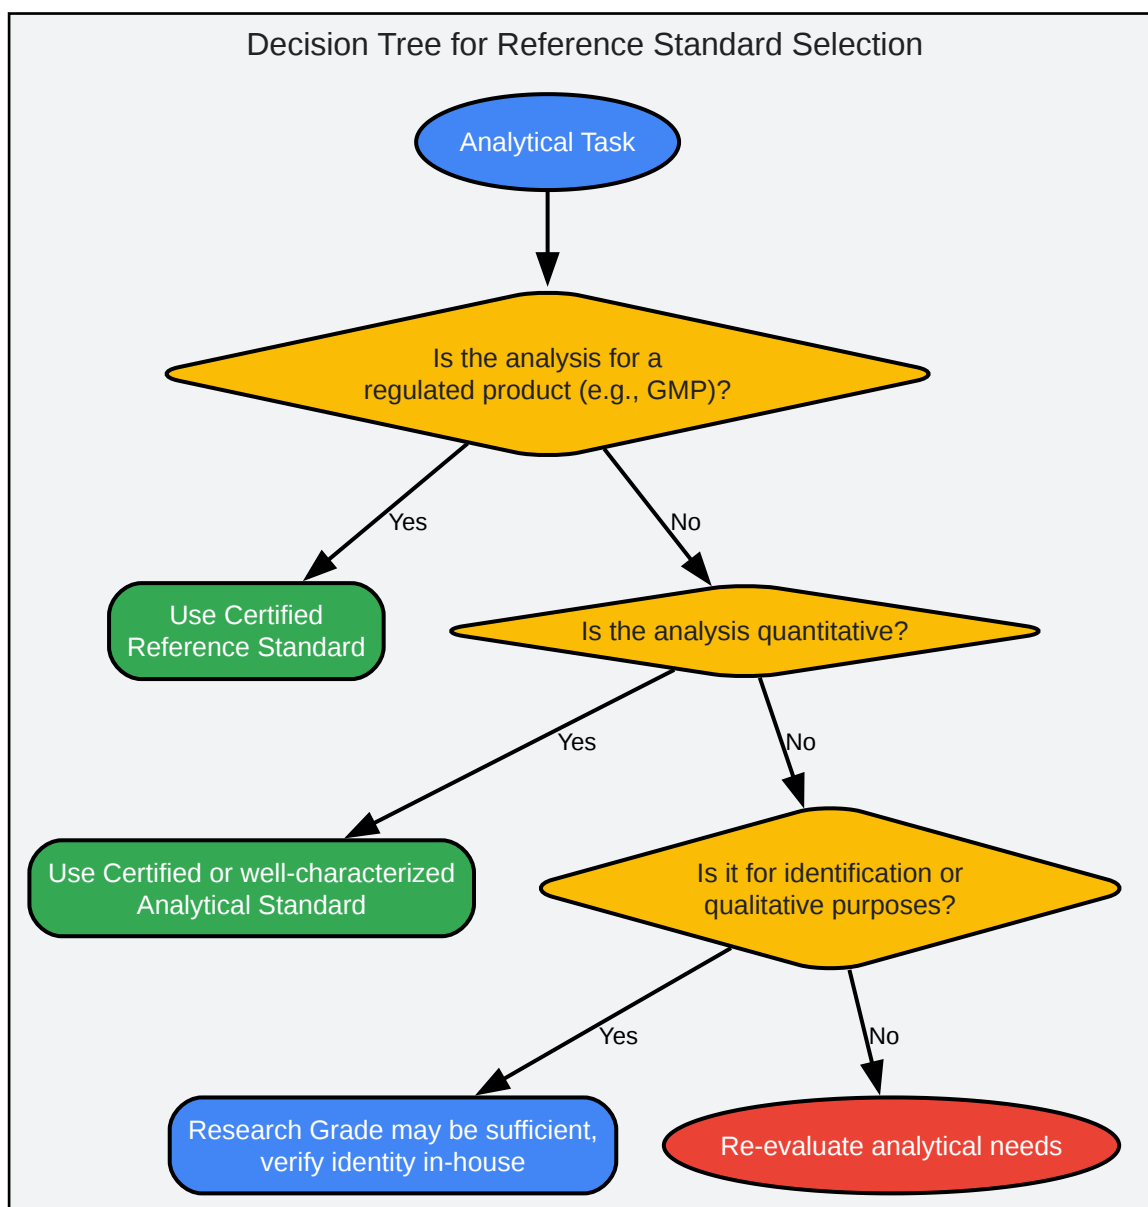 Decision Tree for Reference Standard Selection
Analytical Task
Is the analysis for a
regulated product (e.g., GMP)?
Yes
No
Use Certified
Reference Standard
Is the analysis quantitative?
Yes
No
Use Certified or well-characterized
Analytical Standard
Is it for identification or
qualitative purposes?
Yes
No
Research Grade may be sufficient,
verify identity in-house
Re-evaluate analytical needs